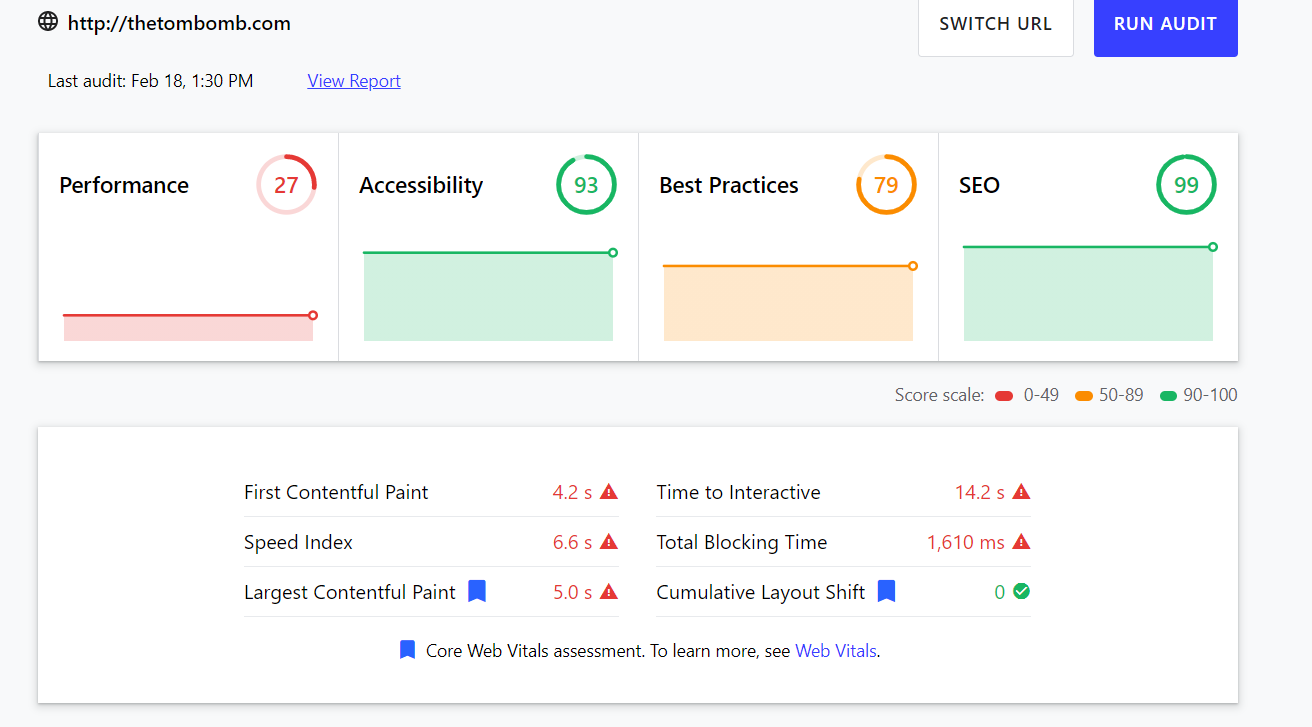 http://thetombomb.com
SWITCH URL
RUN AUDIT
Last audit: Feb 18, 1:30 PM
View Report
Performance
27
Accessibility
93
Best Practices
79
SEO
99
Score scale: 0-49 50-89 90-100
First Contentful Paint 4.2 s
Time to Interactive 14.2 s
Speed Index 6.6 s
Total Blocking Time 1,610 ms
Largest Contentful Paint 5.0 s
Cumulative Layout Shift 0
Core Web Vitals assessment. To learn more, see Web Vitals.